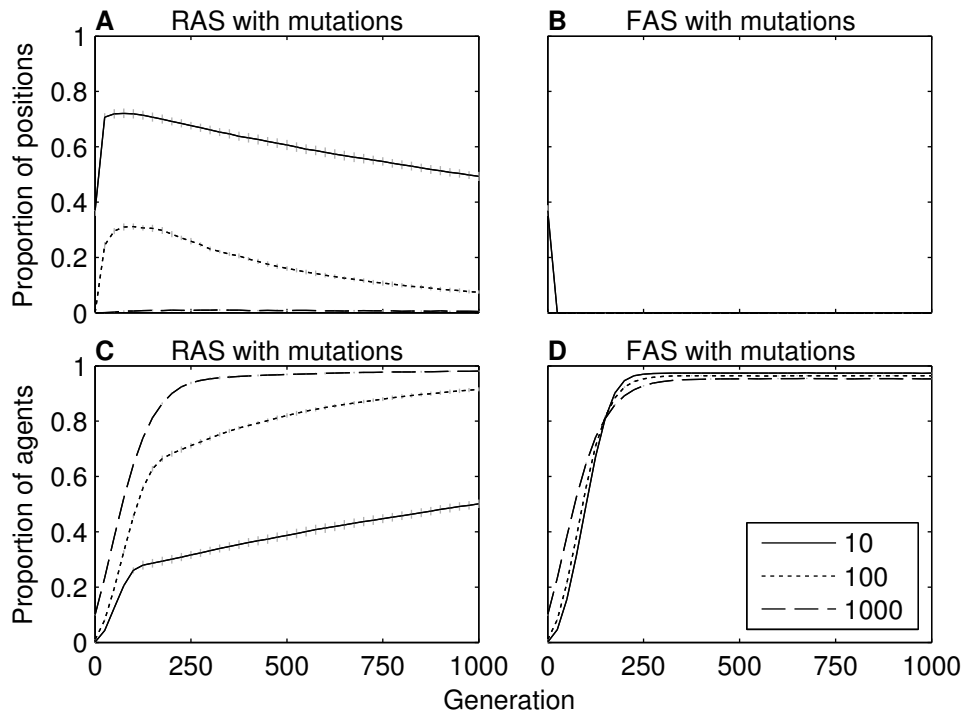 A RAS with mutations
B FAS with mutations
1
0.8
0.6
0.4
0.2
0
Proportion of positions
C RAS with mutations
D FAS with mutations
1
0.8
0.6
0.4
0.2
0
Proportion of agents
0 250 500 750 1000
0 250 500 750 1000
Generation
10
100
1000